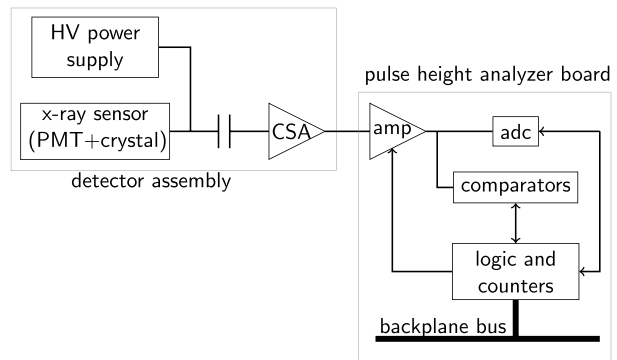 HV power
supply
x-ray sensor
(PMT+crystal)
CSA
detector assembly
pulse height analyzer board
amp
adc
comparators
logic and
counters
backplane bus